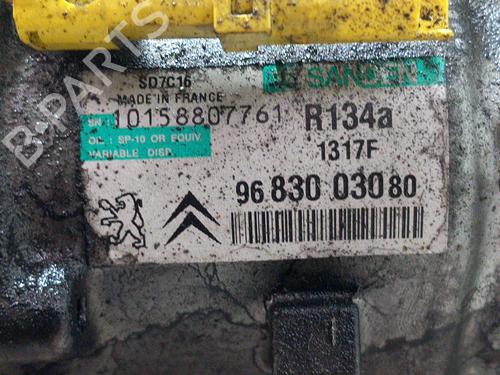 B-PARTS
SD7C16
SANDEN
MADE IN FRANCE
SN : 10158807761
R134a
OIL : SP-10 OR EQUIV.
VARIABLE DISP.
1317F
96 830 030 80